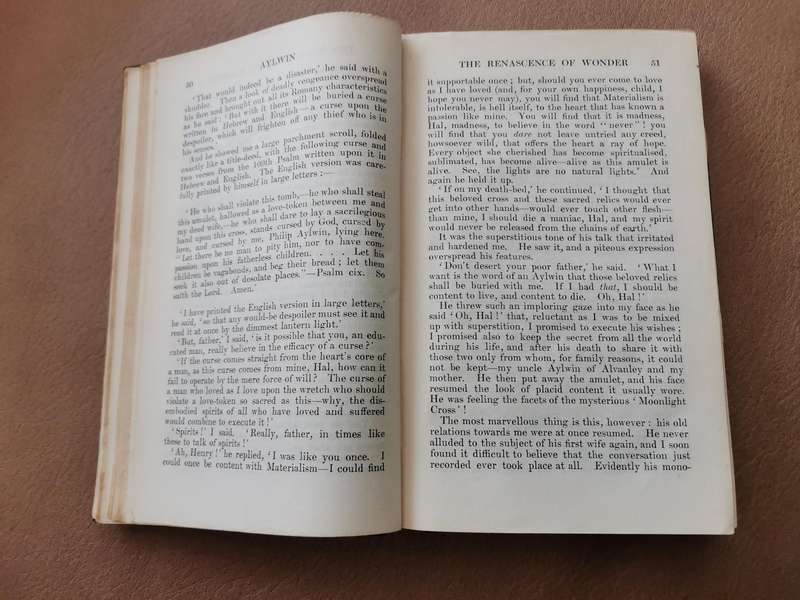 50
AYLWIN
'That would indeed be a disaster,' he said with a
shudder. Then a look of deadly vengeance overspread
his face and brought out all its Romany characteristics
as he said: 'But with it there will be buried a curse
written in Hebrew and English—a curse upon the
despoiler, which will frighten off any thief who is in
his senses.'
And he showed me a large parchment scroll, folded
exactly like a title-deed, with the following curse and
two verses from the 109th Psalm written upon it in
Hebrew and English. The English version was care-
fully printed by himself in large letters:—
'He who shall violate this tomb,—he who shall steal
this amulet, hallowed as a love-token between me and
my dead wife,—he who shall dare to lay a sacrilegious
hand upon this cross, stands cursed by God, cursed by
love, and cursed by me, Philip Aylwin, lying here.
"Let there be no man to pity him, nor to have com-
passion upon his fatherless children. . . . Let his
children be vagabonds, and beg their bread; let them
seek it also out of desolate places."—Psalm cix. So
saith the Lord. Amen.'
'I have printed the English version in large letters,'
he said, 'so that any would-be despoiler must see it and
read it at once by the dimmest lantern light.'
'But, father,' I said, 'is it possible that you, an edu-
cated man, really believe in the efficacy of a curse?'
'If the curse comes straight from the heart's core of
a man, as this curse comes from mine, Hal, how can it
fail to operate by the mere force of will? The curse of
a man who loved as I love upon the wretch who should
violate a love-token so sacred as this—why, the dis-
embodied spirits of all who have loved and suffered
would combine to execute it!'
'Spirits!' I said. 'Really, father, in times like
these to talk of spirits!'
'Ah, Henry!' he replied, 'I was like you once. I
could once be content with Materialism—I could find
THE RENASCENCE OF WONDER
51
it supportable once; but, should you ever come to love
as I have loved (and, for your own happiness, child, I
hope you never may), you will find that Materialism is
intolerable, is hell itself, to the heart that has known a
passion like mine. You will find that it is madness,
Hal, madness, to believe in the word "never"! you
will find that you dare not leave untried any creed,
howsoever wild, that offers the heart a ray of hope.
Every object she cherished has become spiritualised,
sublimated, has become alive—alive as this amulet is
alive. See, the lights are no natural lights.' And
again he held it up.
'If on my death-bed,' he continued, 'I thought that
this beloved cross and these sacred relics would ever
get into other hands—would ever touch other flesh—
than mine, I should die a maniac, Hal, and my spirit
would never be released from the chains of earth.'
It was the superstitious tone of his talk that irritated
and hardened me. He saw it, and a piteous expression
overspread his features.
'Don't desert your poor father,' he said. 'What I
want is the word of an Aylwin that those beloved relics
shall be buried with me. If I had that, I should be
content to live, and content to die. Oh, Hal!'
He threw such an imploring gaze into my face as he
said 'Oh, Hal!' that, reluctant as I was to be mixed
up with superstition, I promised to execute his wishes;
I promised also to keep the secret from all the world
during his life, and after his death to share it with
those two only from whom, for family reasons, it could
not be kept—my uncle Aylwin of Alvanley and my
mother. He then put away the amulet, and his face
resumed the look of placid content it usually wore.
He was feeling the facets of the mysterious 'Moonlight
Cross'!
The most marvellous thing is this, however: his old
relations towards me were at once resumed. He never
alluded to the subject of his first wife again, and I soon
found it difficult to believe that the conversation just
recorded ever took place at all. Evidently his mono-